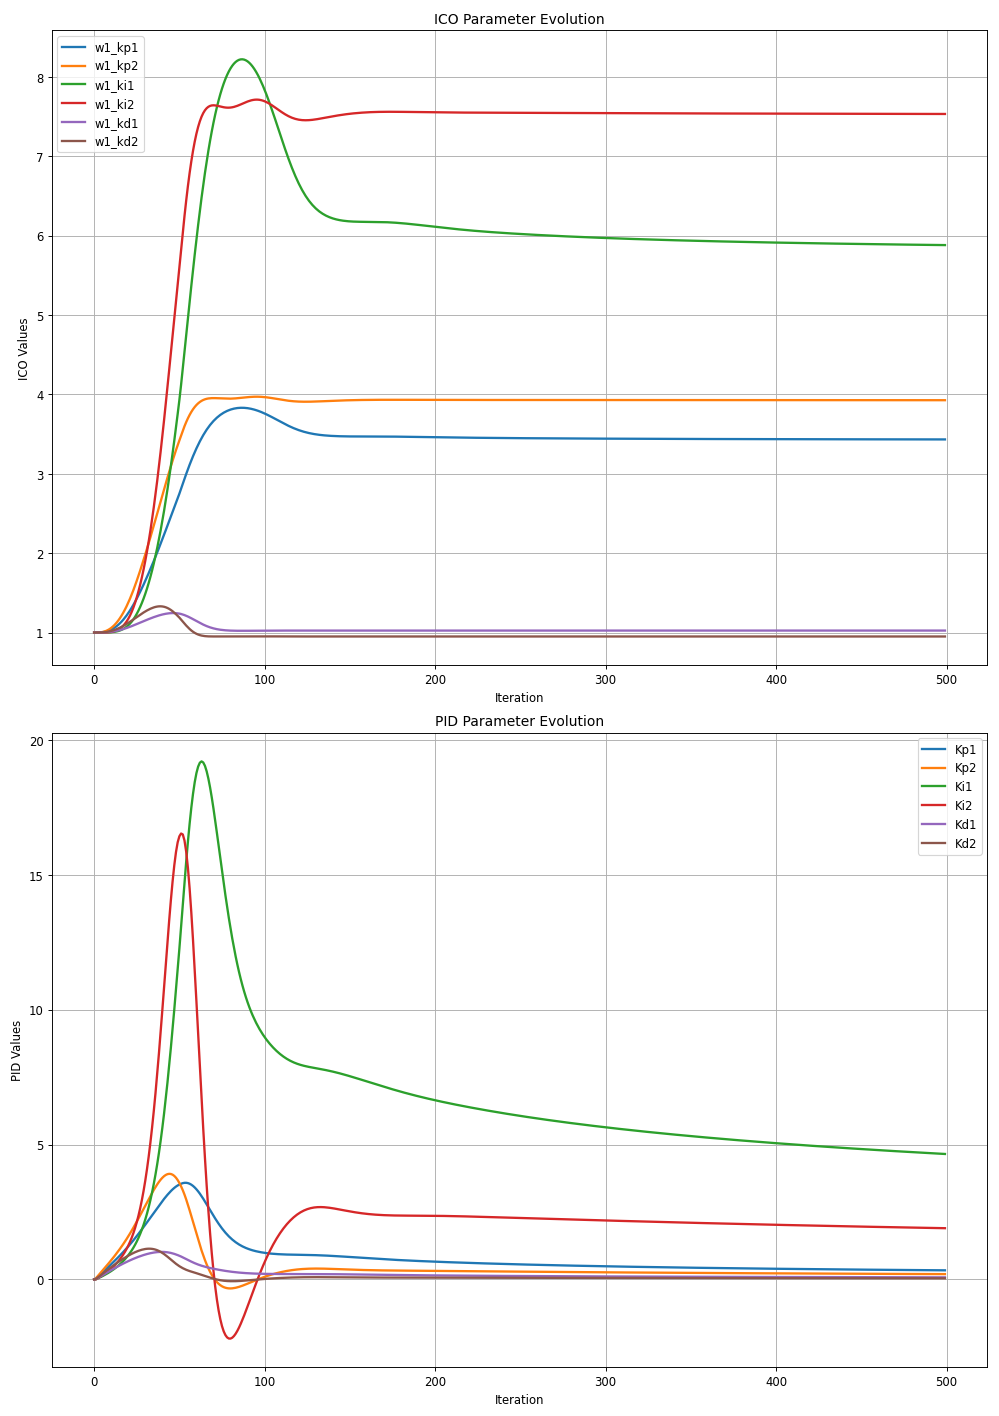 ICO Parameter Evolution
w1_kp1
w1_kp2
w1_ki1
w1_ki2
w1_kd1
w1_kd2
8
7
6
5
4
3
2
1
ICO Values
0 100 200 300 400 500
Iteration
PID Parameter Evolution
Kp1
Kp2
Ki1
Ki2
Kd1
Kd2
20
15
10
5
0
PID Values
0 100 200 300 400 500
Iteration